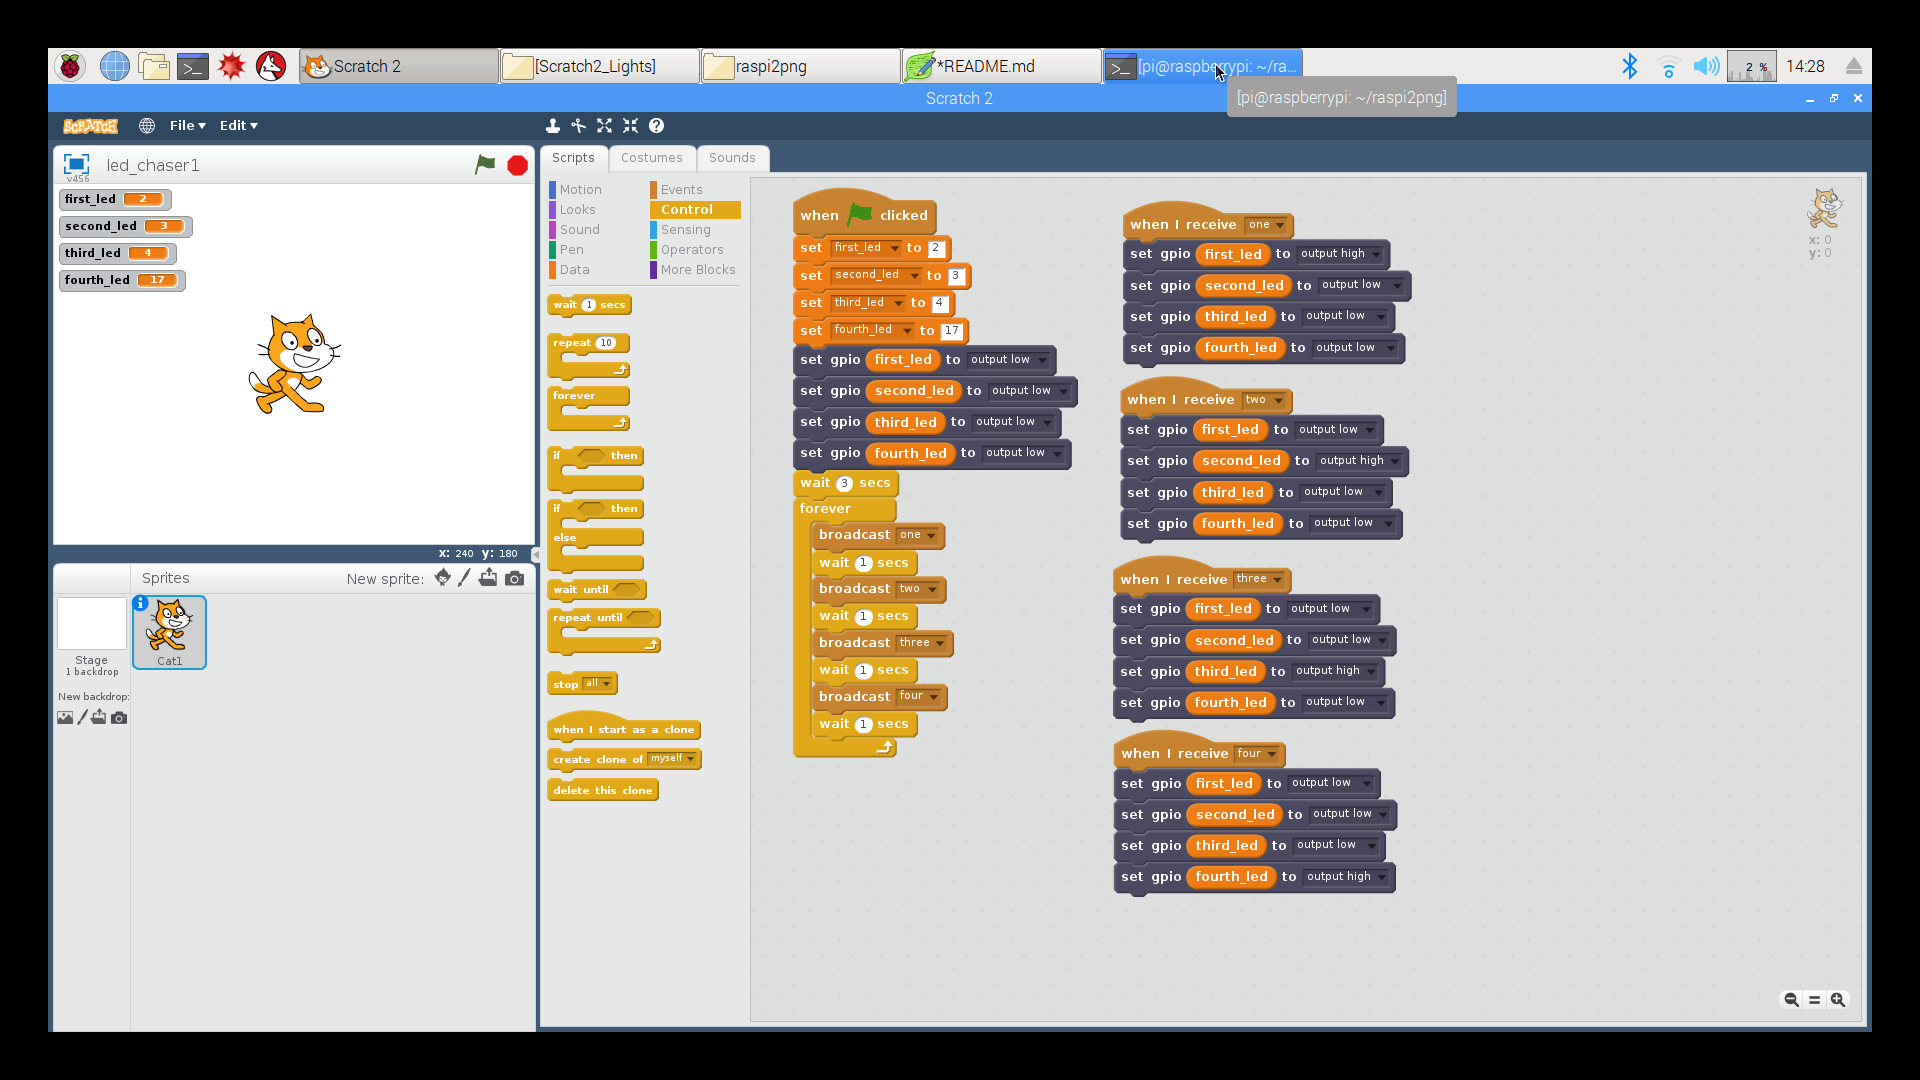 Scratch 2
[Scratch2_Lights]
raspi2png
*README.md
[pi@raspberrypi: ~/ra...
2 %
14:28
Scratch 2
[pi@raspberrypi: ~/raspi2png]
SCRATCH
File
Edit
v456
led_chaser1
first_led 2
second_led 3
third_led 4
fourth_led 17
x: 240 y: 180
Sprites
New sprite:
Stage
1 backdrop
New backdrop:
Cat1
Scripts
Costumes
Sounds
Motion
Looks
Sound
Pen
Data
Events
Control
Sensing
Operators
More Blocks
wait 1 secs
repeat 10
forever
if then
if then
else
wait until
repeat until
stop all
when I start as a clone
create clone of myself
delete this clone
when clicked
set first_led to 2
set second_led to 3
set third_led to 4
set fourth_led to 17
set gpio first_led to output low
set gpio second_led to output low
set gpio third_led to output low
set gpio fourth_led to output low
wait 3 secs
forever
broadcast one
wait 1 secs
broadcast two
wait 1 secs
broadcast three
wait 1 secs
broadcast four
wait 1 secs
when I receive one
set gpio first_led to output high
set gpio second_led to output low
set gpio third_led to output low
set gpio fourth_led to output low
when I receive two
set gpio first_led to output low
set gpio second_led to output high
set gpio third_led to output low
set gpio fourth_led to output low
when I receive three
set gpio first_led to output low
set gpio second_led to output low
set gpio third_led to output high
set gpio fourth_led to output low
when I receive four
set gpio first_led to output low
set gpio second_led to output low
set gpio third_led to output low
set gpio fourth_led to output high
x: 0
y: 0